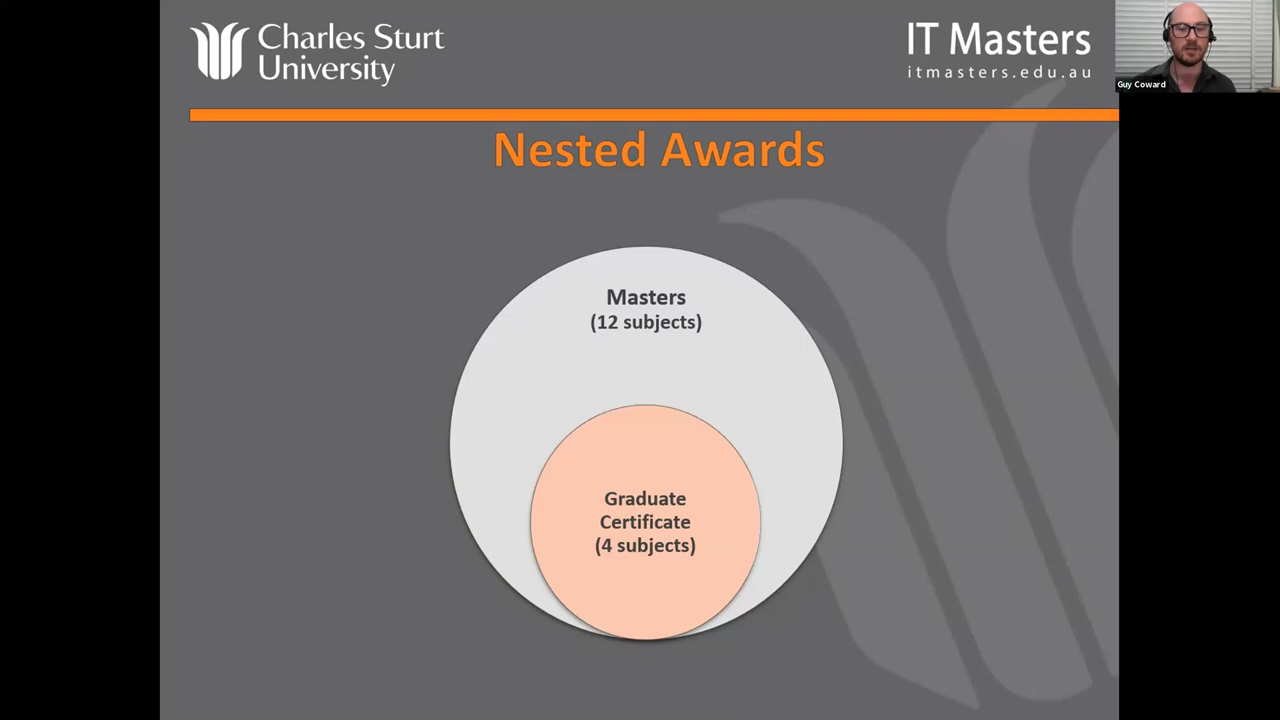 Charles Sturt
University
IT Masters
itmasters.edu.au
Guy Coward
Nested Awards
Masters
(12 subjects)
Graduate
Certificate
(4 subjects)